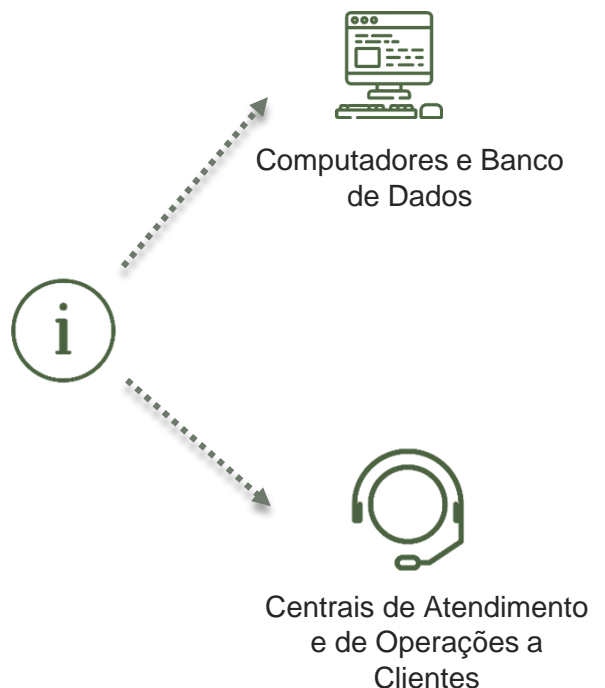 Computadores e Banco
de Dados
i
Centrais de Atendimento
e de Operações a
Clientes